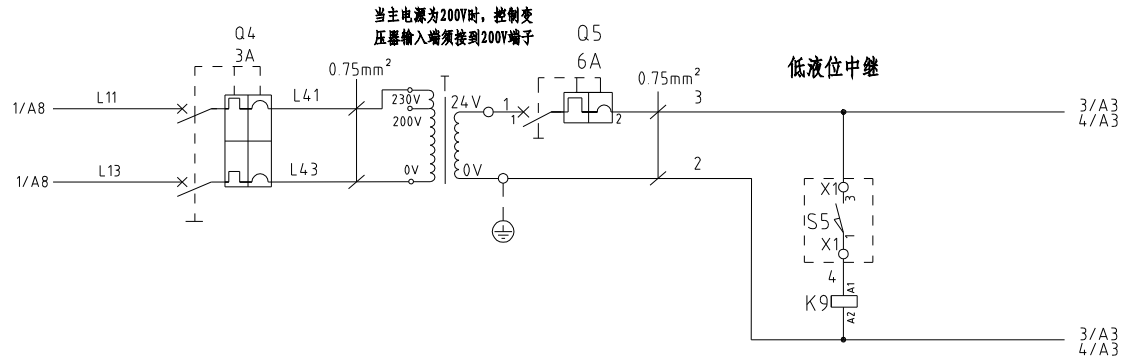 当主电源为200V时，控制变
压器输入端须接到200V端子
Q4
3A
Q5
6A
低液位中继
0.75mm²
0.75mm²
1/A8
L11
L41
230V
200V
24V
1
1
2
3
3/A3
4/A3
1/A8
L13
L43
0V
0V
2
X1
3
S5
1
X1
4
K9
A1
A2
3/A3
4/A3